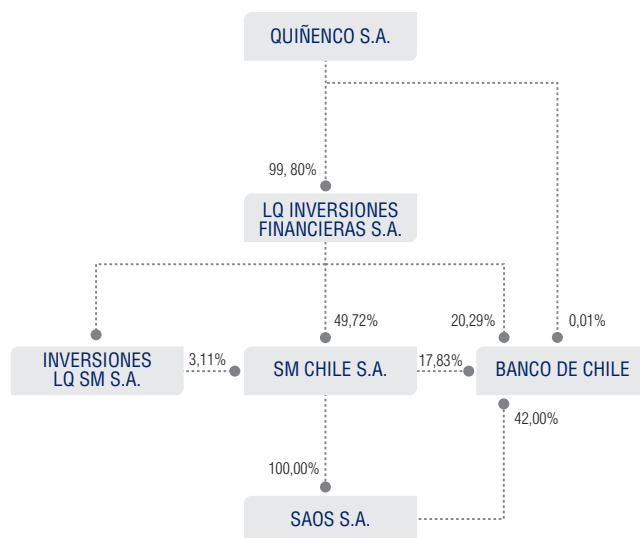 QUIÑENCO S.A.
99, 80%
LQ INVERSIONES
FINANCIERAS S.A.
49,72%
20,29%
0,01%
INVERSIONES
LQ SM S.A.
3,11%
SM CHILE S.A.
17,83%
BANCO DE CHILE
42,00%
100,00%
SAOS S.A.